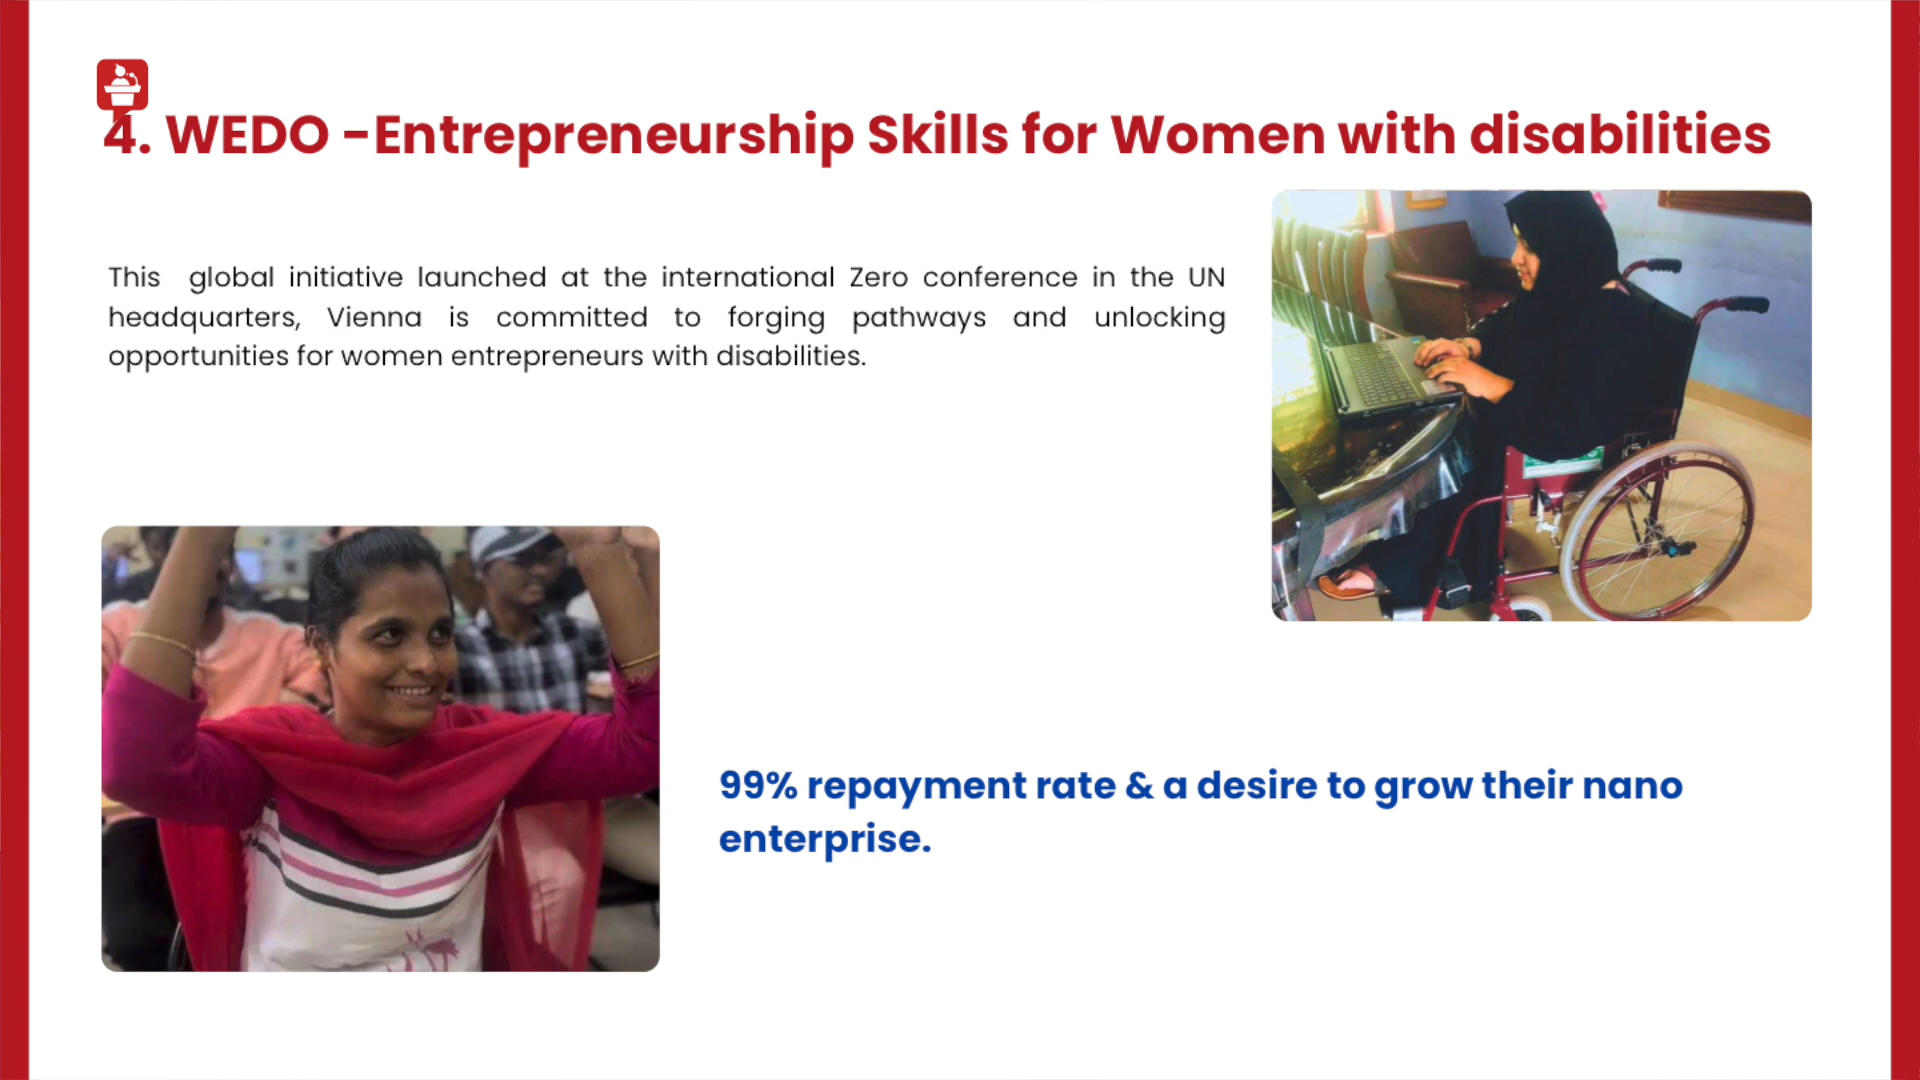 4. WEDO –Entrepreneurship Skills for Women with disabilities
This global initiative launched at the international Zero conference in the UN
headquarters, Vienna is committed to forging pathways and unlocking
opportunities for women entrepreneurs with disabilities.
99% repayment rate & a desire to grow their nano
enterprise.